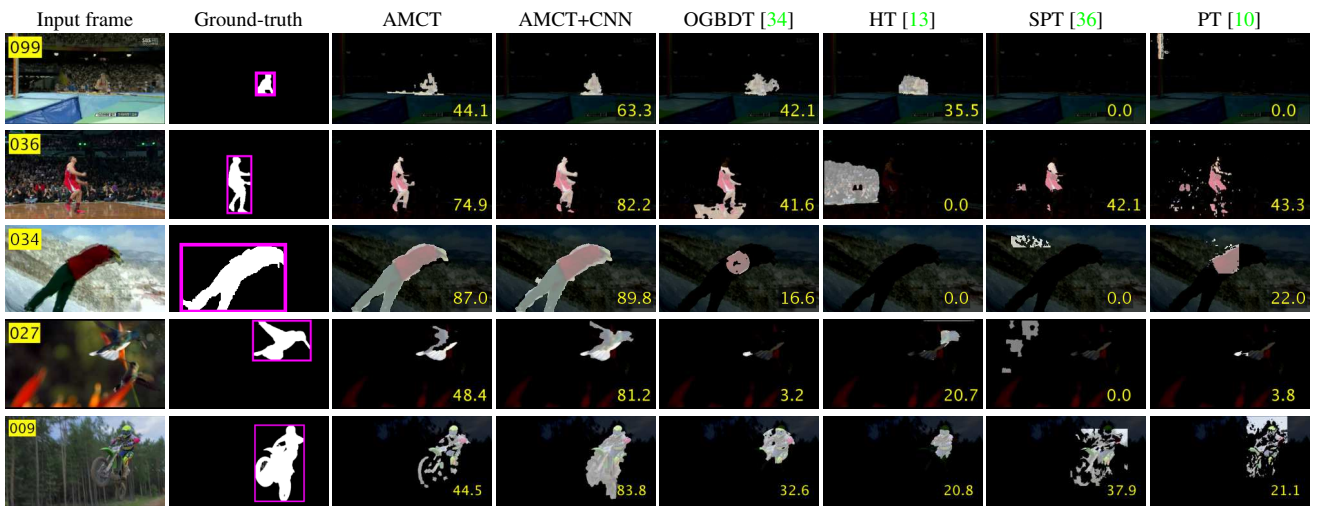 Input frame Ground-truth AMCT AMCT+CNN OGBDT [34] HT [13] SPT [36] PT [10]
099 44.1 63.3 42.1 35.5 0.0 0.0
036 74.9 82.2 41.6 0.0 42.1 43.3
034 87.0 89.8 16.6 0.0 0.0 22.0
027 48.4 81.2 3.2 20.7 0.0 3.8
009 44.5 83.8 32.6 20.8 37.9 21.1